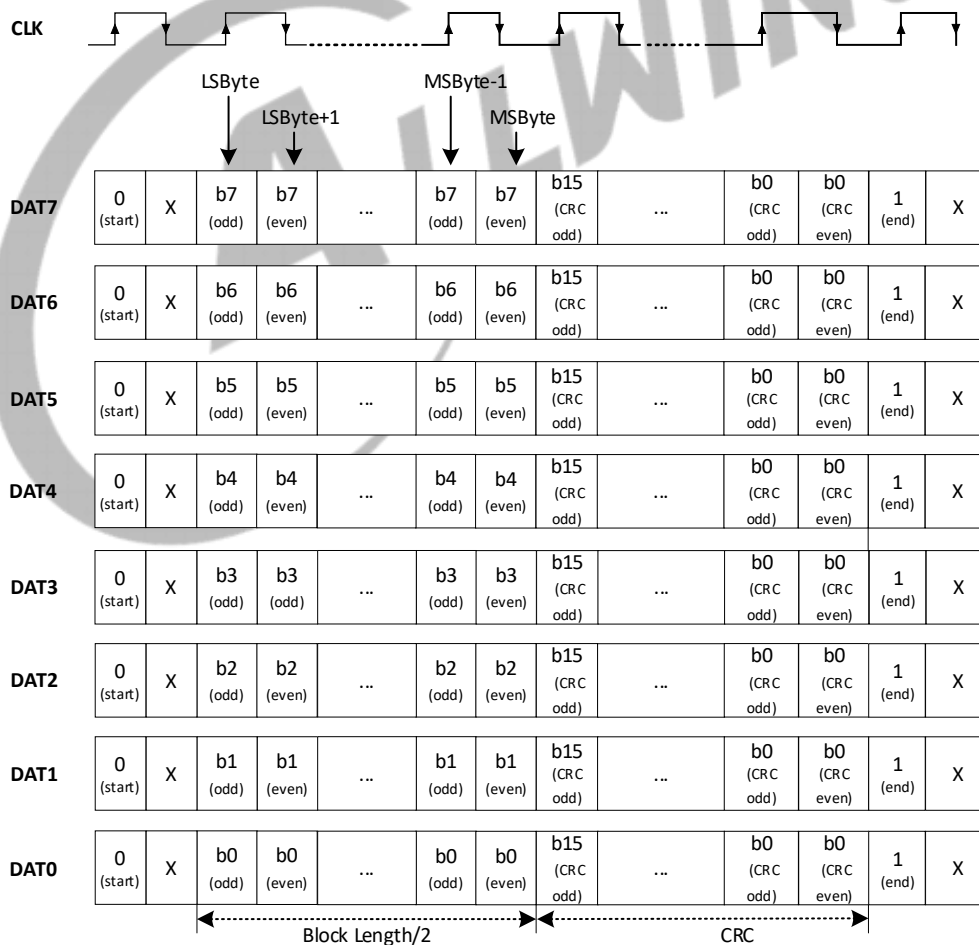 CLK
ALLWIN
LSByte MSByte-1
LSByte+1 MSByte
DAT7 0 (start) X b7 (odd) b7 (even) ... b7 (odd) b7 (even) b15 (CRC odd) ... b0 (CRC odd) b0 (CRC even) 1 (end) X
DAT6 0 (start) X b6 (odd) b6 (even) ... b6 (odd) b6 (even) b15 (CRC odd) ... b0 (CRC odd) b0 (CRC even) 1 (end) X
DAT5 0 (start) X b5 (odd) b5 (even) ... b5 (odd) b5 (even) b15 (CRC odd) ... b0 (CRC odd) b0 (CRC even) 1 (end) X
DAT4 0 (start) X b4 (odd) b4 (even) ... b4 (odd) b4 (even) b15 (CRC odd) ... b0 (CRC odd) b0 (CRC even) 1 (end) X
DAT3 0 (start) X b3 (odd) b3 (odd) ... b3 (odd) b3 (even) b15 (CRC odd) ... b0 (CRC odd) b0 (CRC even) 1 (end) X
DAT2 0 (start) X b2 (odd) b2 (even) ... b2 (odd) b2 (even) b15 (CRC odd) ... b0 (CRC odd) b0 (CRC even) 1 (end) X
DAT1 0 (start) X b1 (odd) b1 (even) ... b1 (odd) b1 (even) b15 (CRC odd) ... b0 (CRC odd) b0 (CRC even) 1 (end) X
DAT0 0 (start) X b0 (odd) b0 (even) ... b0 (odd) b0 (even) b15 (CRC odd) ... b0 (CRC odd) b0 (CRC even) 1 (end) X
Block Length/2 CRC